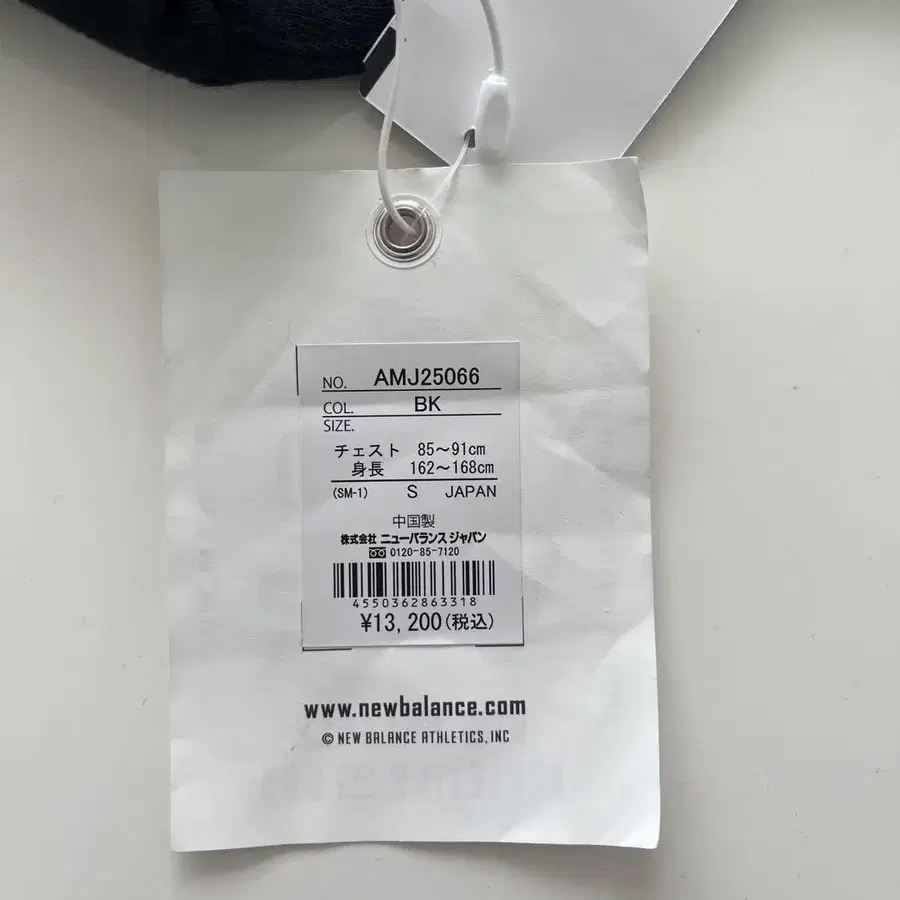 NO. AMJ25066
COL. BK
SIZE.
チェスト 85～91cm
身長 162～168cm
(SM-1) S JAPAN
中国製
株式会社 ニューバランス ジャパン
0120-85-7120
4550362863318
¥13,200(税込)
www.newbalance.com
© NEW BALANCE ATHLETICS, INC